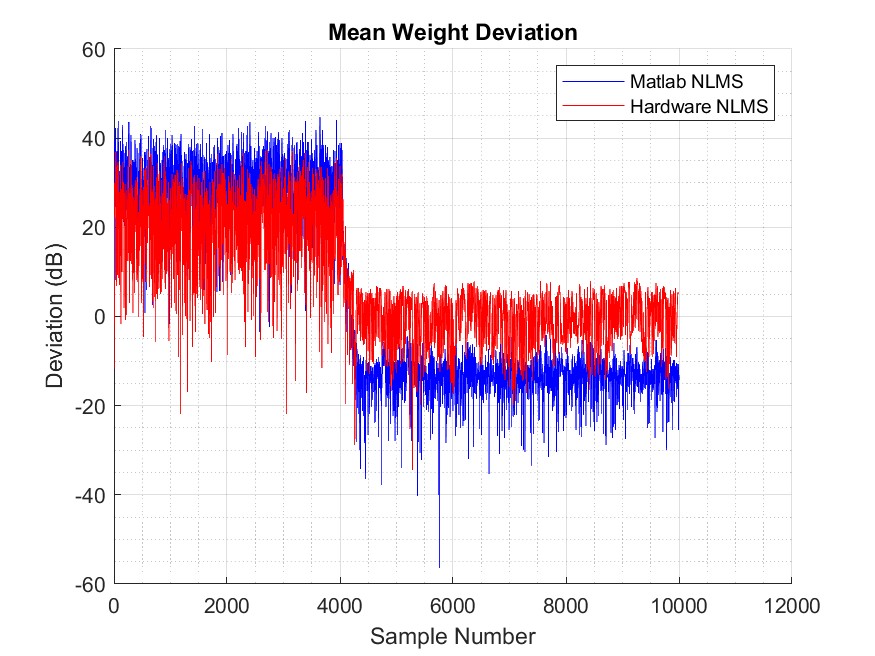 Mean Weight Deviation
60
40
20
0
-20
-40
-60
Deviation (dB)
Matlab NLMS
Hardware NLMS
0 2000 4000 6000 8000 10000 12000
Sample Number